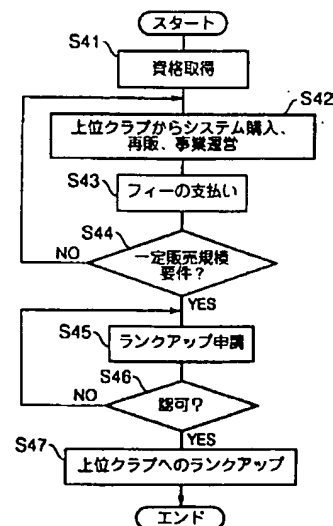 スタート
S41
資格取得
S42
上位クラブからシステム購入、
再販、事業運営
S43
フィーの支払い
S44
一定販売規模
要件?
NO
YES
S45
ランクアップ申請
S46
認可?
NO
YES
S47
上位クラブへのランクアップ
エンド